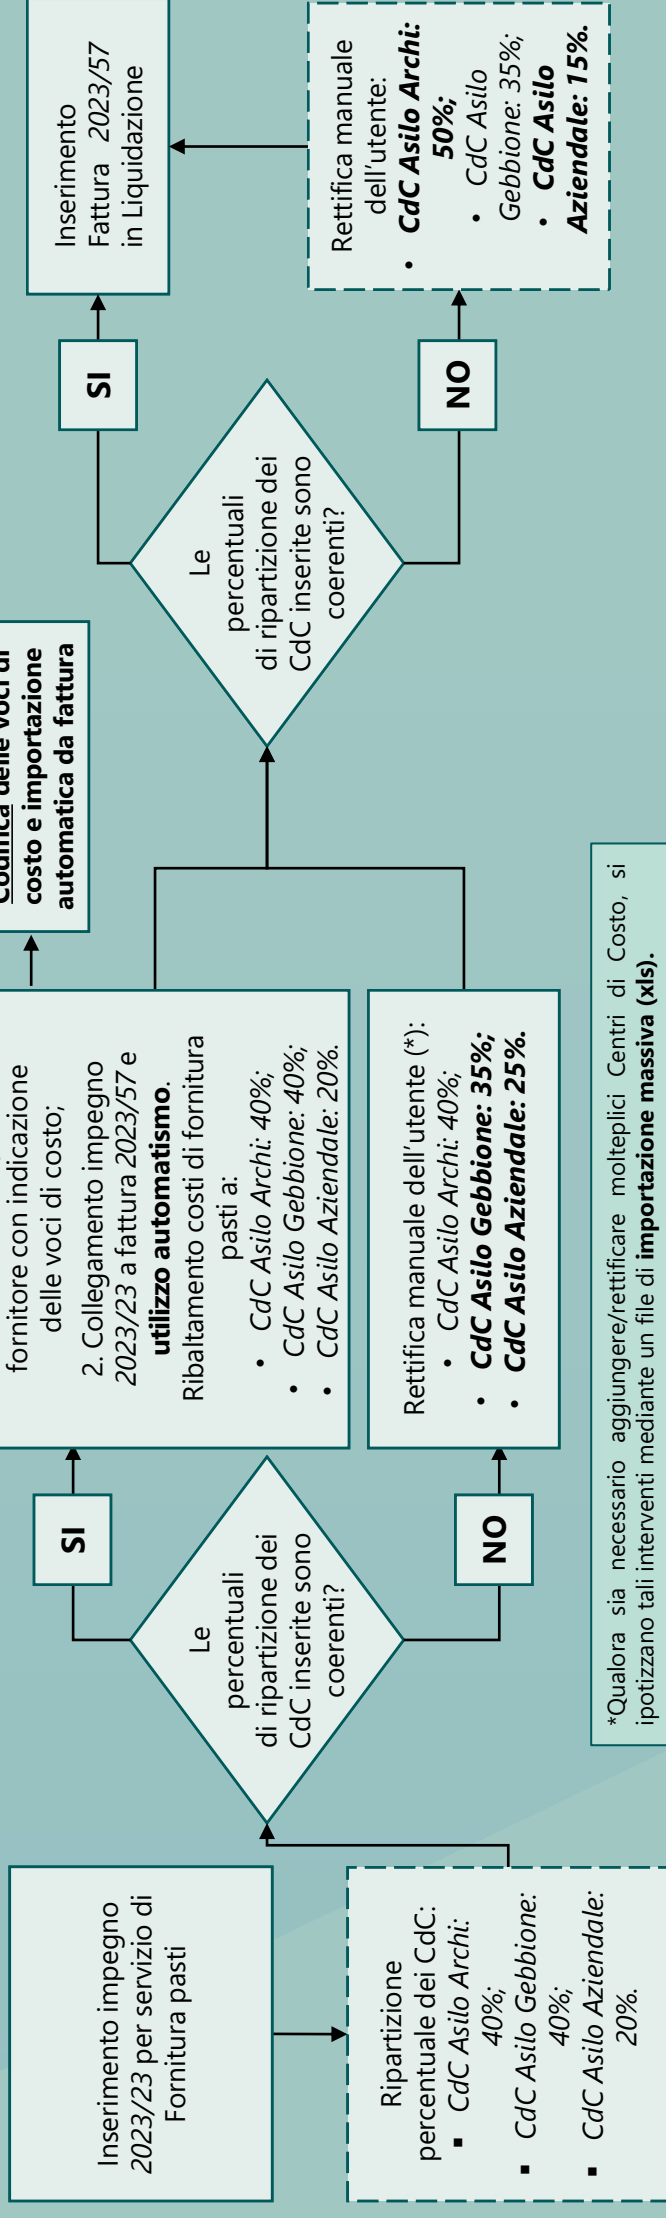 Inserimento impegno
2023/23 per servizio di
Fornitura pasti
Ripartizione
percentuale dei CdC:
▪ CdC Asilo Archi:
40%;
▪ CdC Asilo Gebbione:
40%;
▪ CdC Asilo Aziendale:
20%.
Le
percentuali
di ripartizione dei
CdC inserite sono
coerenti?
SI
NO
fornitore con indicazione
delle voci di costo;
2. Collegamento impegno
2023/23 a fattura 2023/57 e
utilizzo automatismo.
Ribaltamento costi di fornitura
pasti a:
• CdC Asilo Archi: 40%;
• CdC Asilo Gebbione: 40%;
• CdC Asilo Aziendale: 20%.
Rettifica manuale dell'utente (*):
• CdC Asilo Archi: 40%;
• CdC Asilo Gebbione: 35%;
• CdC Asilo Aziendale: 25%.
Codifica delle voci di
costo e importazione
automatica da fattura
Le
percentuali
di ripartizione dei
CdC inserite sono
coerenti?
SI
NO
Inserimento
Fattura 2023/57
in Liquidazione
Rettifica manuale
dell'utente:
• CdC Asilo Archi:
50%;
• CdC Asilo
Gebbione: 35%;
• CdC Asilo
Aziendale: 15%.
*Qualora sia necessario aggiungere/rettificare molteplici Centri di Costo, si
ipotizzano tali interventi mediante un file di importazione massiva (xls).